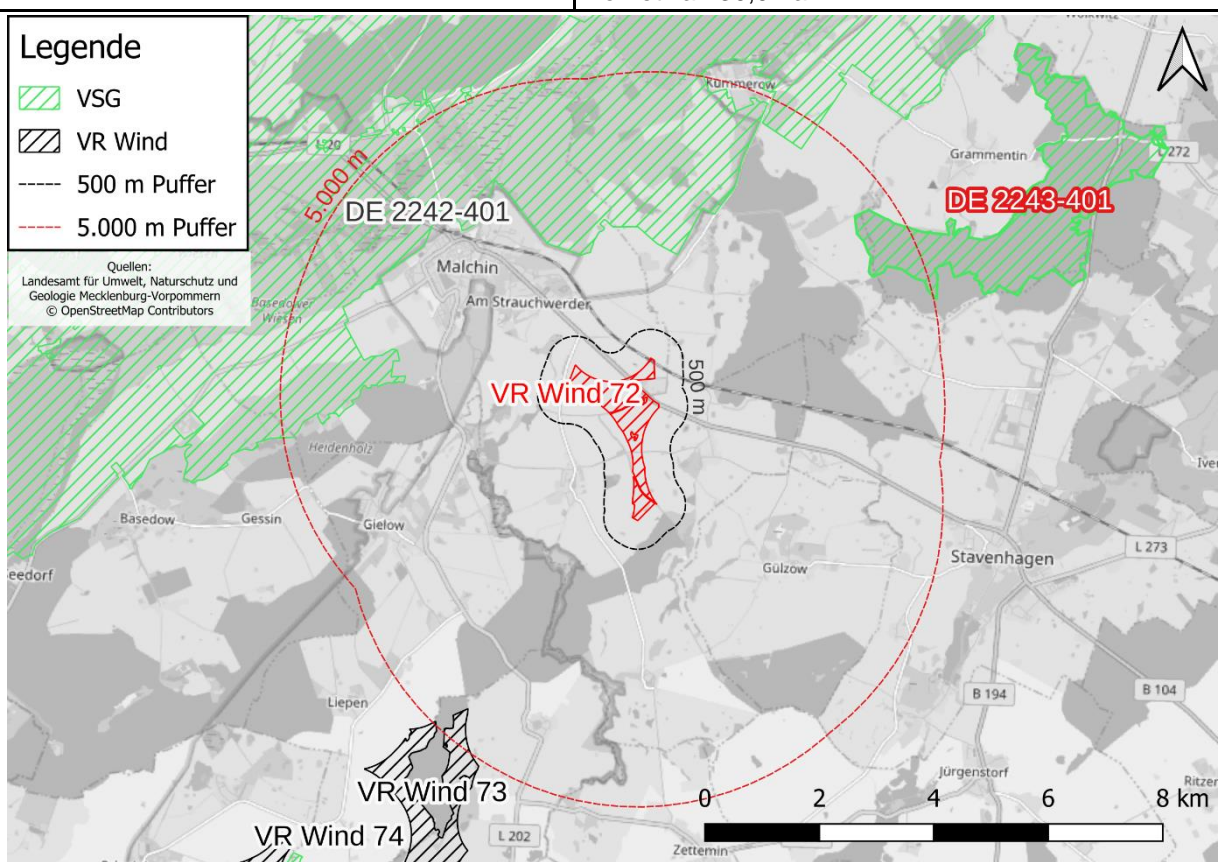 Legende
VSG
VR Wind
500 m Puffer
5.000 m Puffer
Quellen:
Landesamt für Umwelt, Naturschutz und
Geologie Mecklenburg-Vorpommern
© OpenStreetMap Contributors
Kummerow
L 20
5.000 m
Grammentin
L 272
DE 2243-401
DE 2242-401
Malchin
Am Strauchwerder
Basedower
Wiesen
500 m
VR Wind 72
Heidenholz
Basedow
Gessin
Gielow
Stavenhagen
L 273
Gülzow
B 194
B 104
Liepen
Jürgenstorf
VR Wind 73
0 2 4 6 8 km
VR Wind 74
L 202
Zettemin